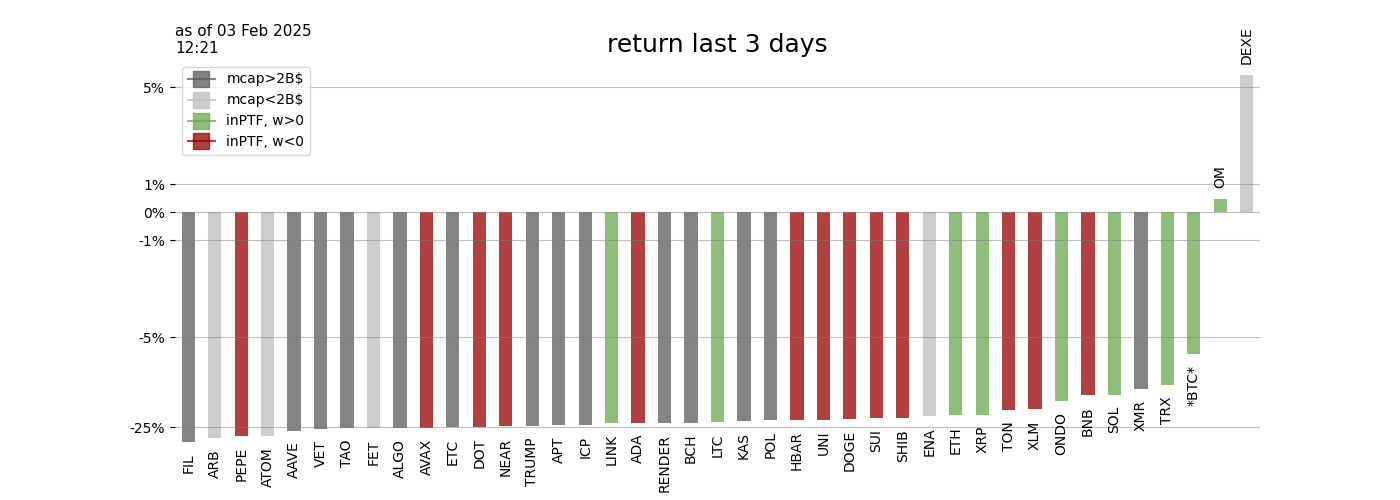 as of 03 Feb 2025
12:21
return last 3 days
mcap>2B$
mcap<2B$
inPTF, w>0
inPTF, w<0
5%
1%
0%
-1%
-5%
-25%
FIL
ARB
PEPE
ATOM
AAVE
VET
TAO
FET
ALGO
AVAX
ETC
DOT
NEAR
TRUMP
APT
ICP
LINK
ADA
RENDER
BCH
LTC
KAS
POL
HBAR
UNI
DOGE
SUI
SHIB
ENA
ETH
XRP
TON
XLM
ONDO
BNB
SOL
XMR
TRX
*BTC*
OM
DEXE